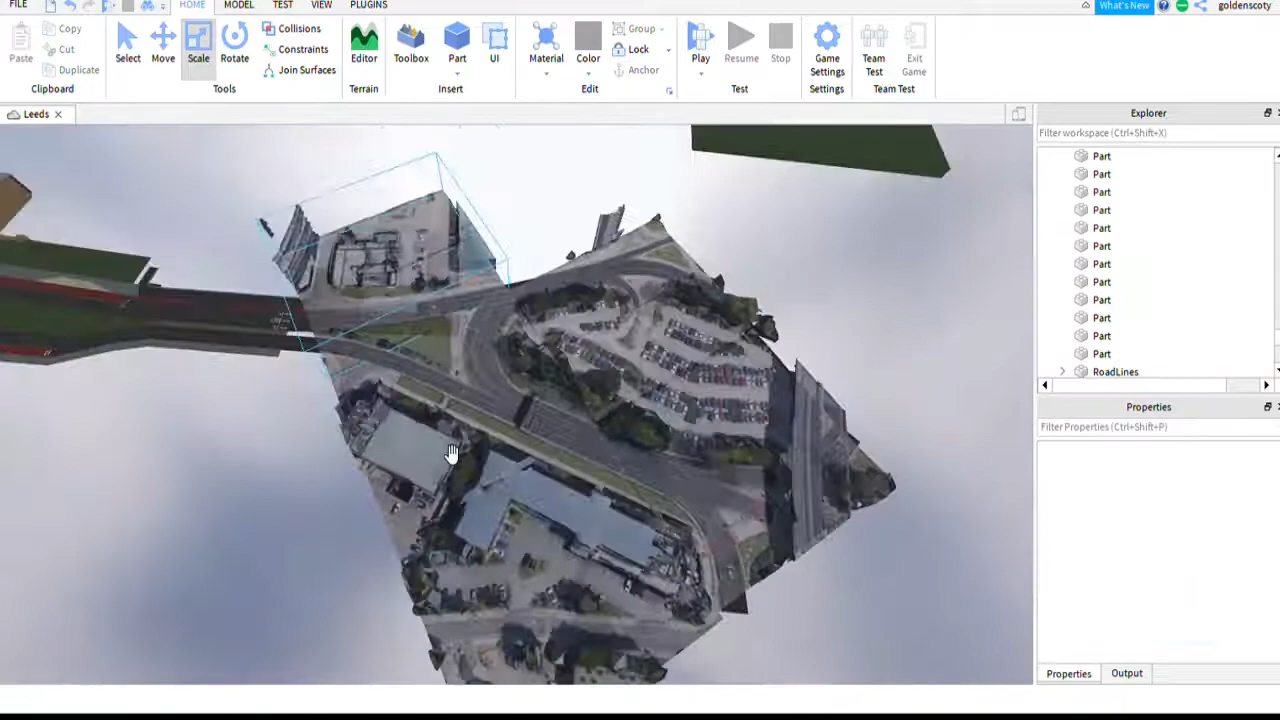 FILE
HOME
MODEL
TEST
VIEW
PLUGINS
What's New
goldenscoty
Paste
Copy
Cut
Duplicate
Clipboard
Select
Move
Scale
Rotate
Collisions
Constraints
Join Surfaces
Tools
Editor
Terrain
Toolbox
Part
UI
Insert
Material
Color
Group
Lock
Anchor
Edit
Play
Resume
Stop
Test
Game
Settings
Settings
Team
Test
Exit
Game
Team Test
Leeds
Explorer
Filter workspace (Ctrl+Shift+X)
Part
Part
Part
Part
Part
Part
Part
Part
Part
Part
Part
Part
RoadLines
Properties
Filter Properties (Ctrl+Shift+P)
Properties
Output